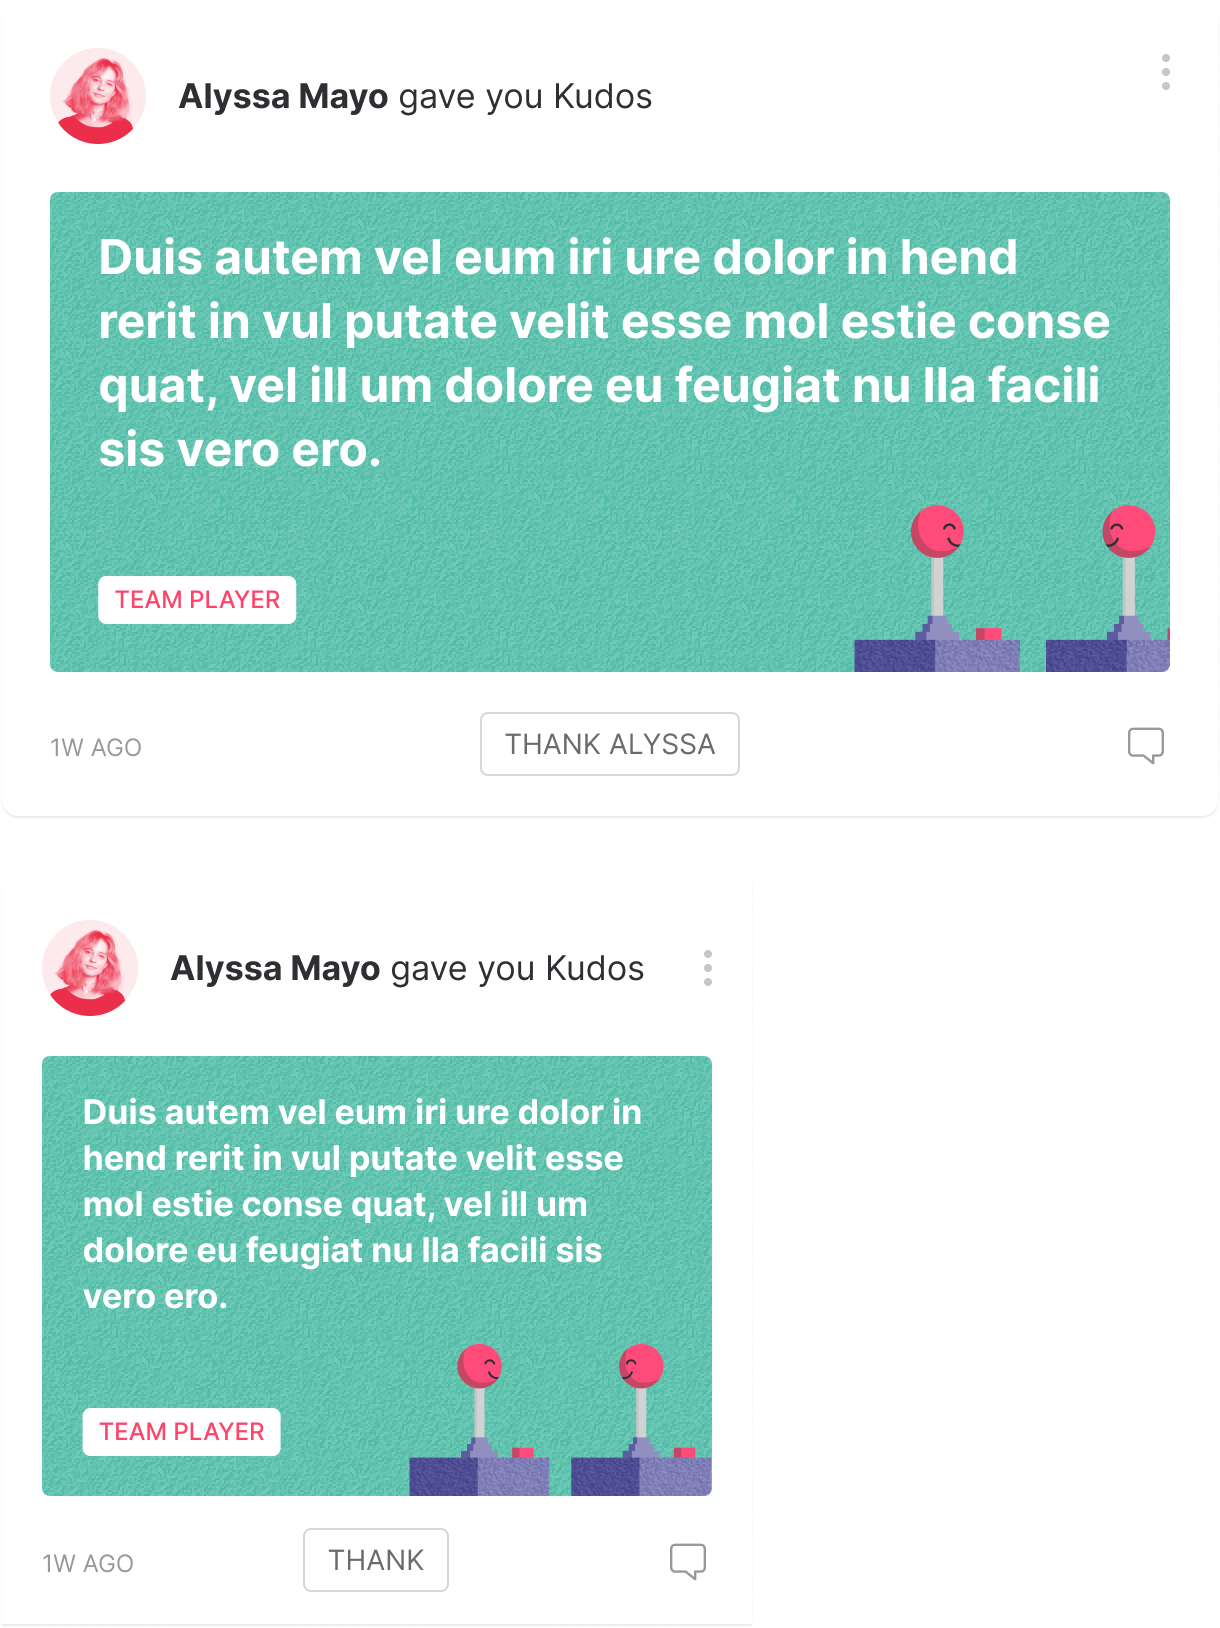 Alyssa Mayo gave you Kudos
Duis autem vel eum iri ure dolor in hend
rerit in vul putate velit esse mol estie conse
quat, vel ill um dolore eu feugiat nu lla facili
sis vero ero.
TEAM PLAYER
1W AGO
THANK ALYSSA
Alyssa Mayo gave you Kudos
Duis autem vel eum iri ure dolor in
hend rerit in vul putate velit esse
mol estie conse quat, vel ill um
dolore eu feugiat nu lla facili sis
vero ero.
TEAM PLAYER
1W AGO
THANK